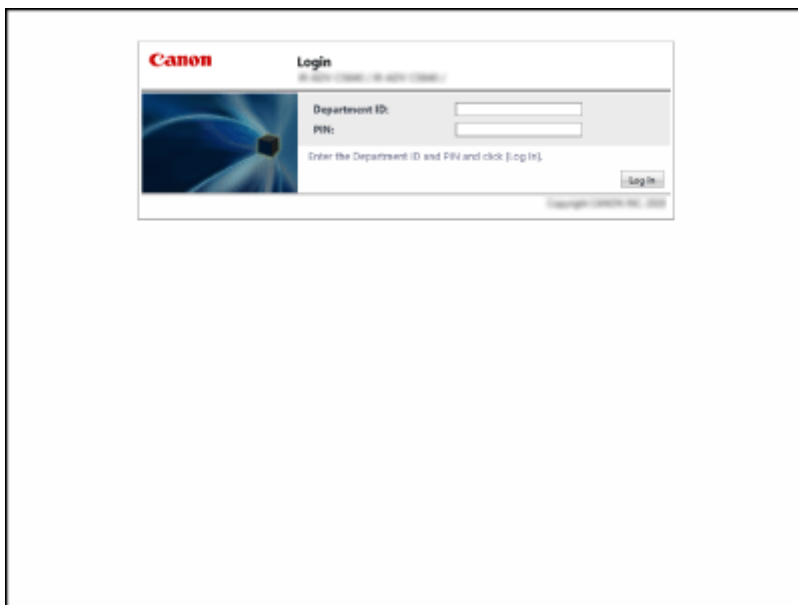 Canon
Login
Department ID:
PIN:
Enter the Department ID and PIN and click [Log In].
Log In